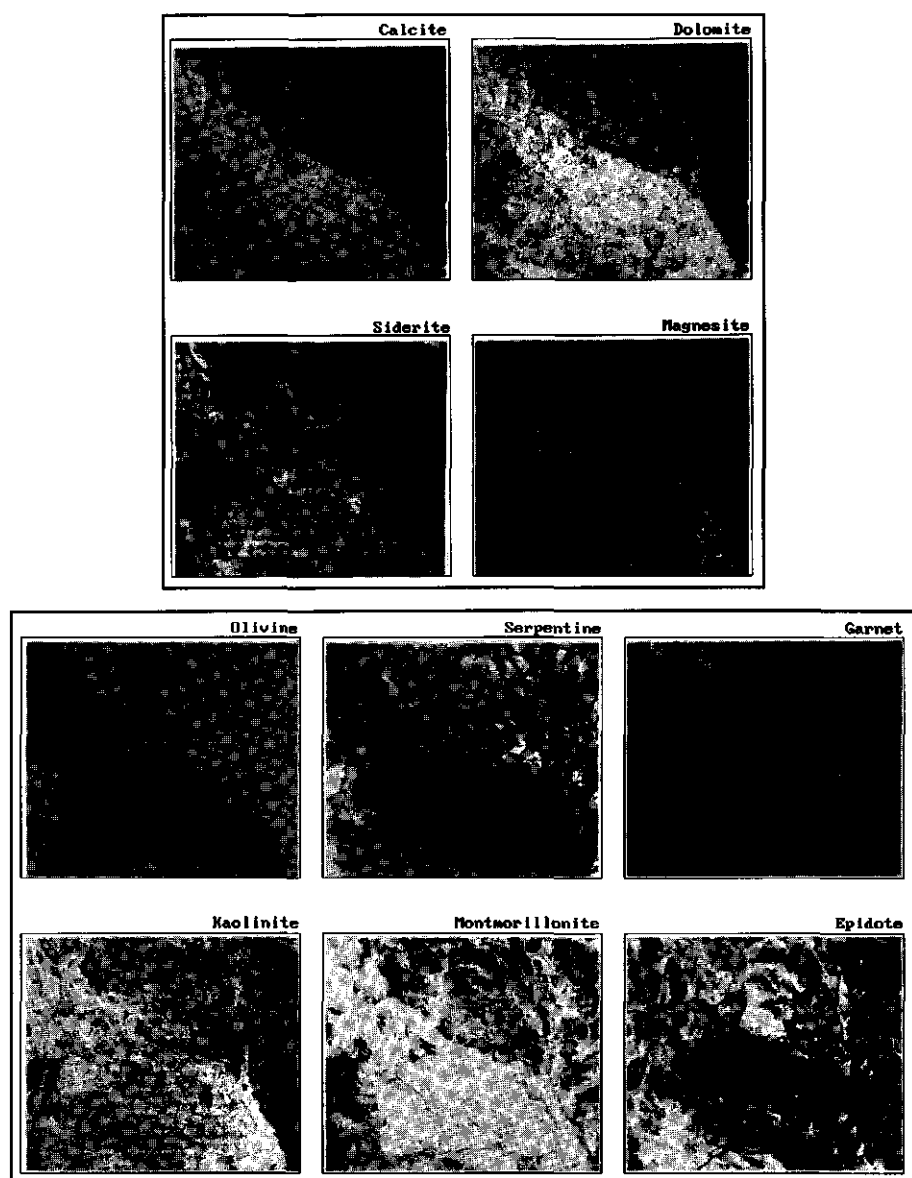 Calcite Dolomite
Siderite Magnesite
Olivine Serpentine Garnet
Kaolinite Montmorillonite Epidote